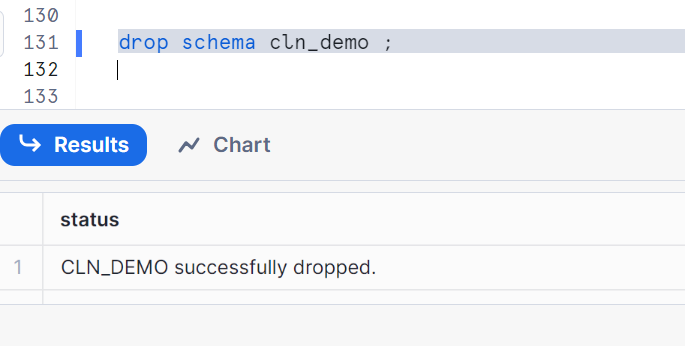 130
131 drop schema cln_demo ;
132
133
Results Chart
status
1 CLN_DEMO successfully dropped.